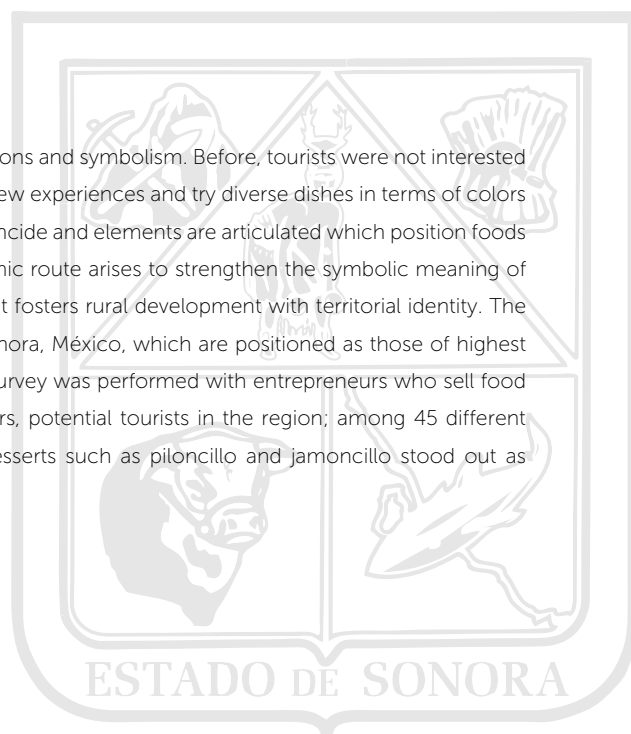 ons and symbolism. Before, tourists were not interested
ew experiences and try diverse dishes in terms of colors
ncide and elements are articulated which position foods
nic route arises to strengthen the symbolic meaning of
t fosters rural development with territorial identity. The
nora, México, which are positioned as those of highest
urvey was performed with entrepreneurs who sell food
rs, potential tourists in the region; among 45 different
esserts such as piloncillo and jamoncillo stood out as
ESTADO DE SONORA